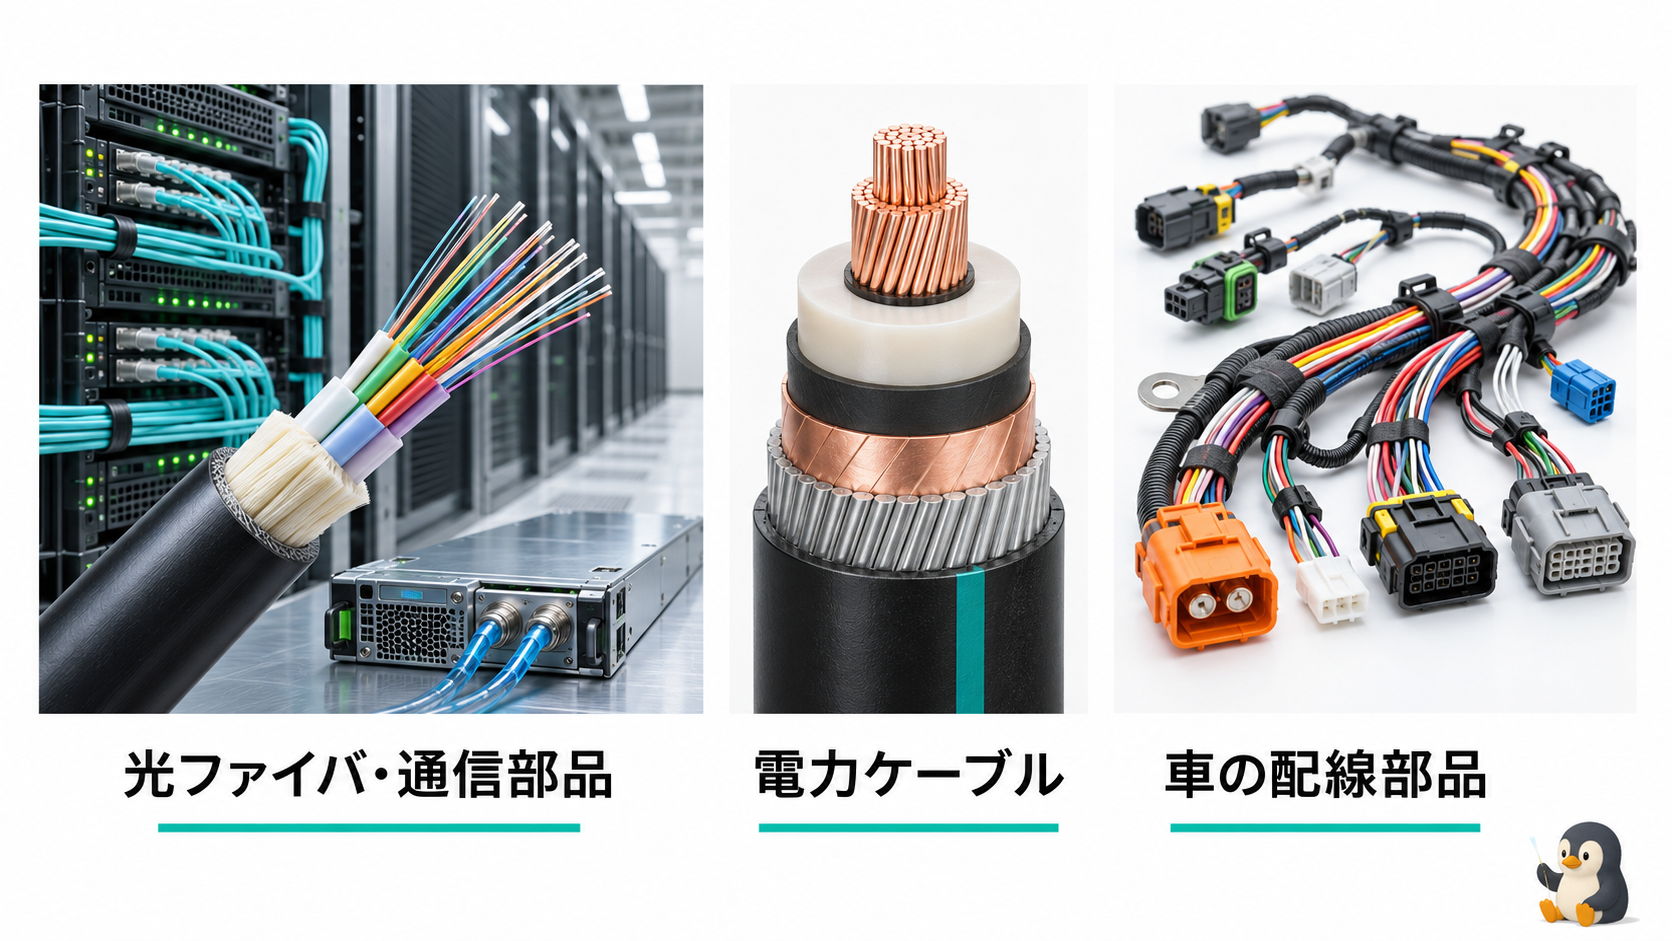 光ファイバ・通信部品
電力ケーブル
車の配線部品